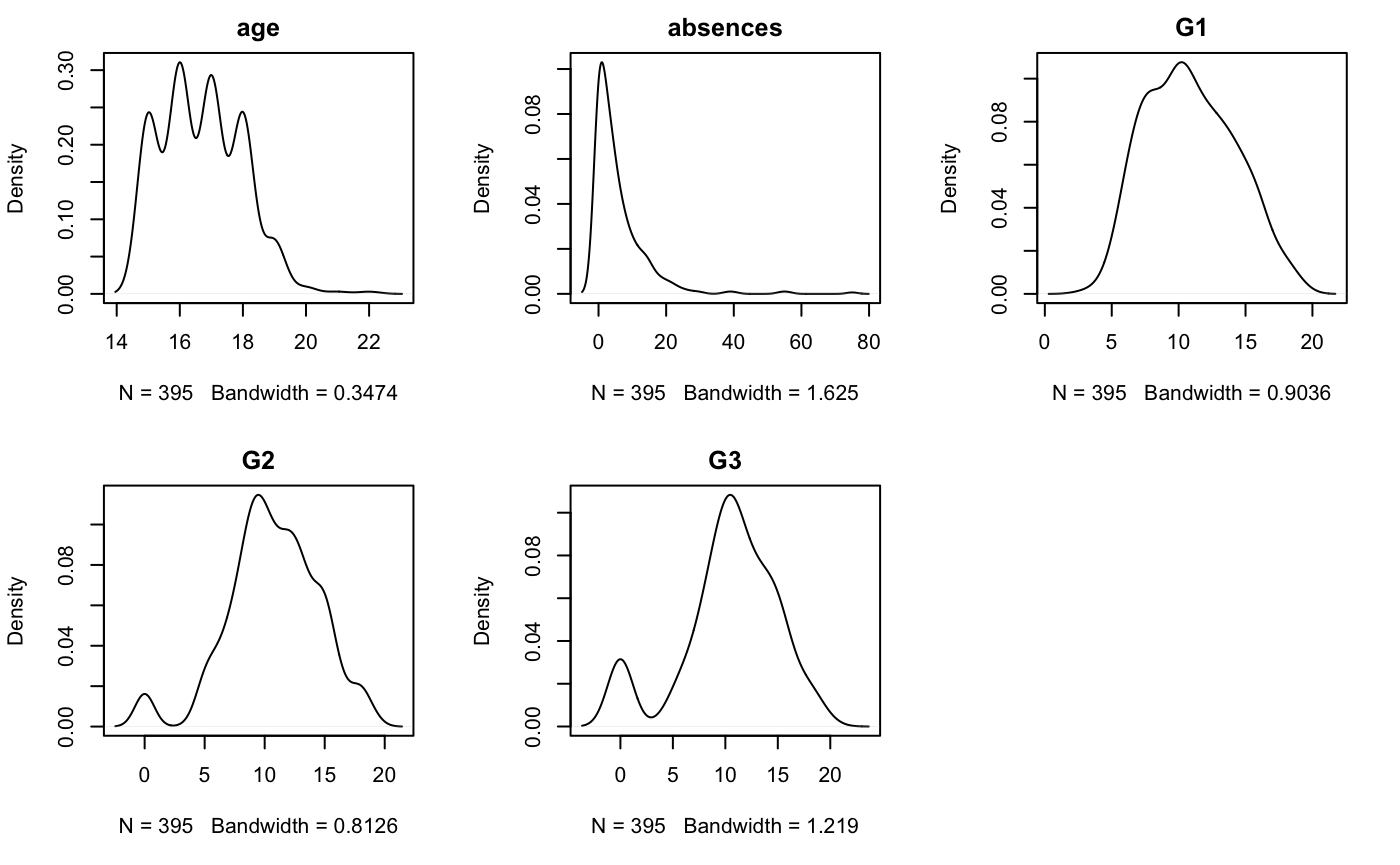 age
Density
0.00 0.10 0.20 0.30
14 16 18 20 22
N = 395 Bandwidth = 0.3474
absences
Density
0.00 0.04 0.08
0 20 40 60 80
N = 395 Bandwidth = 1.625
G1
Density
0.00 0.04 0.08
0 5 10 15 20
N = 395 Bandwidth = 0.9036
G2
Density
0.00 0.04 0.08
0 5 10 15 20
N = 395 Bandwidth = 0.8126
G3
Density
0.00 0.04 0.08
0 5 10 15 20
N = 395 Bandwidth = 1.219